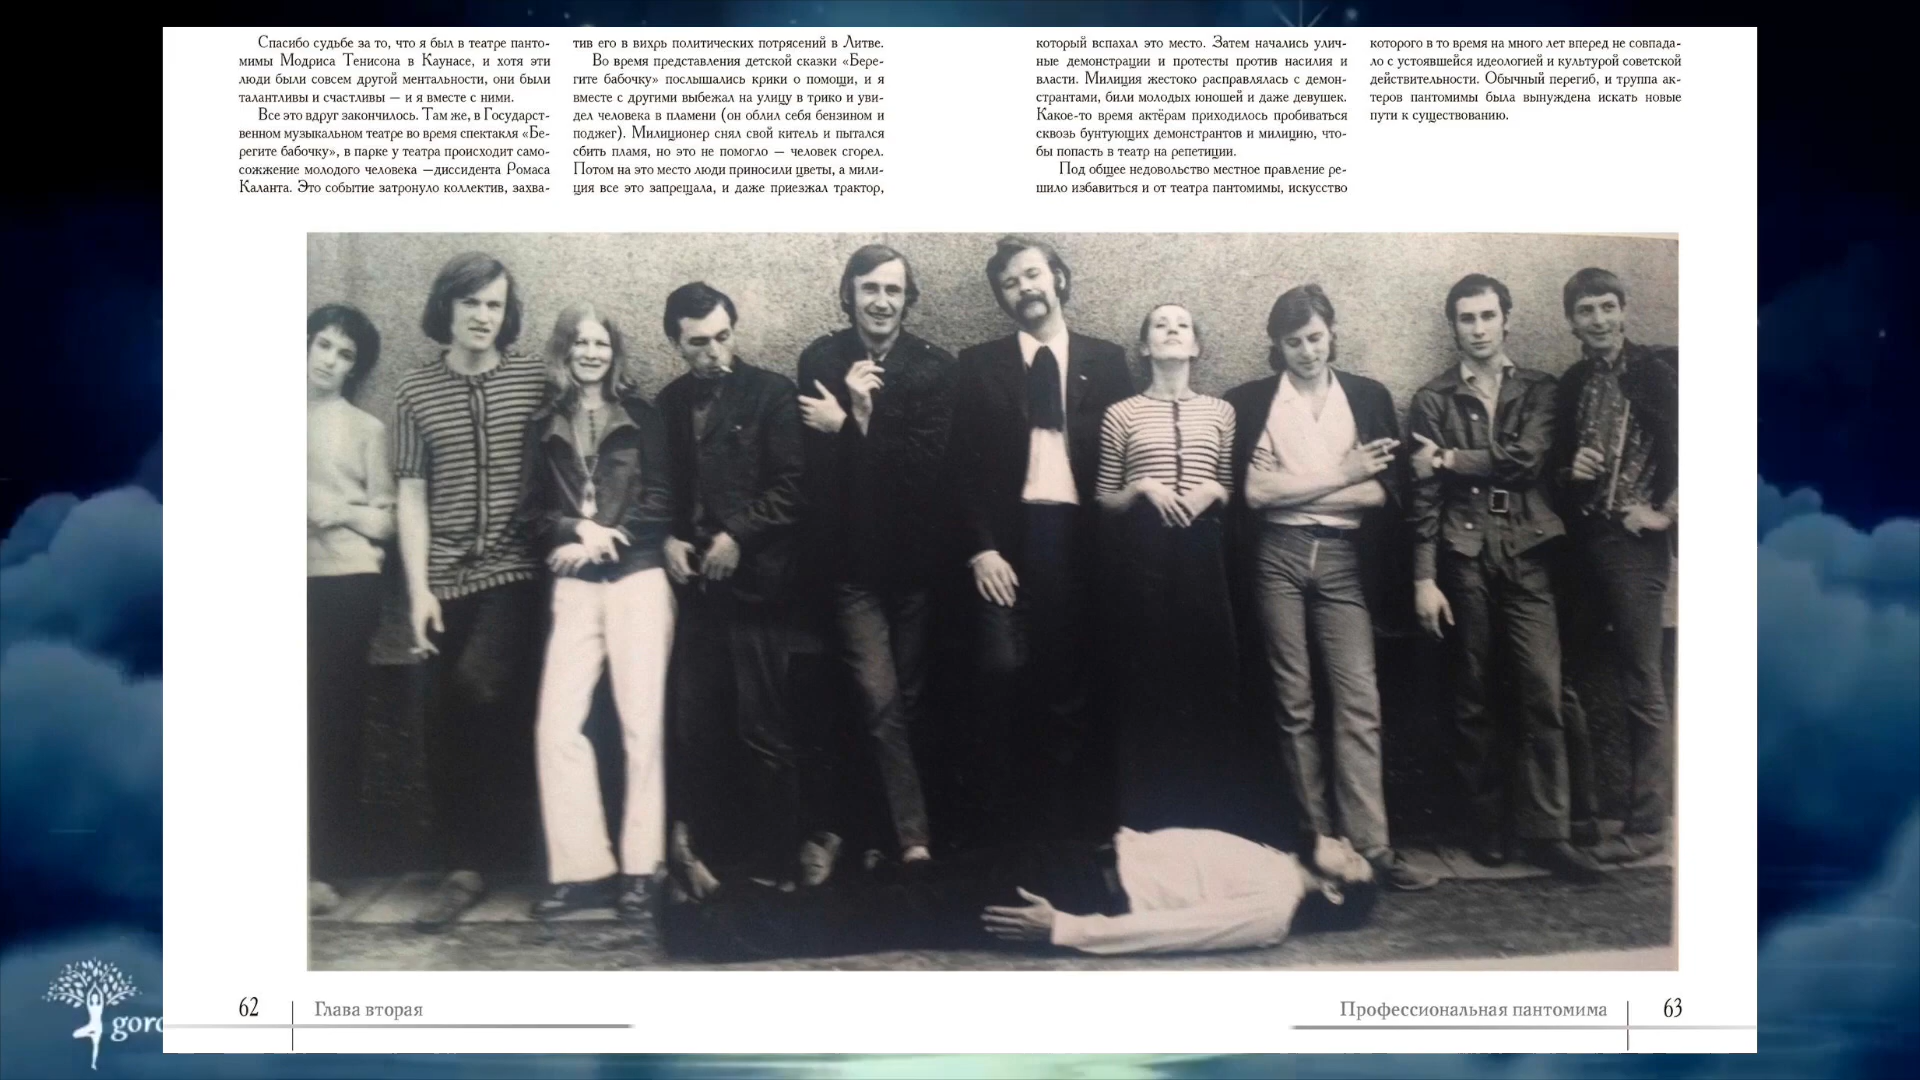 Спасибо судьбе за то, что я был в театре панто-
мимы Модриса Тенисона в Каунасе, и хотя эти
люди были совсем другой ментальности, они были
талантливы и счастливы — и я вместе с ними.
Все это вдруг закончилось. Там же, в Государст-
венном музыкальном театре во время спектакля «Бе-
регите бабочку», в парке у театра происходит само-
сожжение молодого человека —диссидента Ромаса
Каланта. Это событие затронуло коллектив, захва-
тив его в вихрь политических потрясений в Литве.
Во время представления детской сказки «Бере-
гите бабочку» послышались крики о помощи, и я
вместе с другими выбежал на улицу в трико и уви-
дел человека в пламени (он облил себя бензином и
поджег). Милиционер снял свой китель и пытался
сбить пламя, но это не помогло — человек сгорел.
Потом на это место люди приносили цветы, а мили-
ция все это запрещала, и даже приезжал трактор,
который вспахал это место. Затем начались улич-
ные демонстрации и протесты против насилия и
власти. Милиция жестоко расправлялась с демон-
странтами, били молодых юношей и даже девушек.
Какое-то время актёрам приходилось пробиваться
сквозь бунтующих демонстрантов и милицию, что-
бы попасть в театр на репетиции.
Под общее недовольство местное правление ре-
шило избавиться и от театра пантомимы, искусство
которого в то время на много лет вперед не совпада-
ло с устоявшейся идеологией и культурой советской
действительности. Обычный перегиб, и труппа ак-
теров пантомимы была вынуждена искать новые
пути к существованию.
62
Глава вторая
Профессиональная пантомима
63